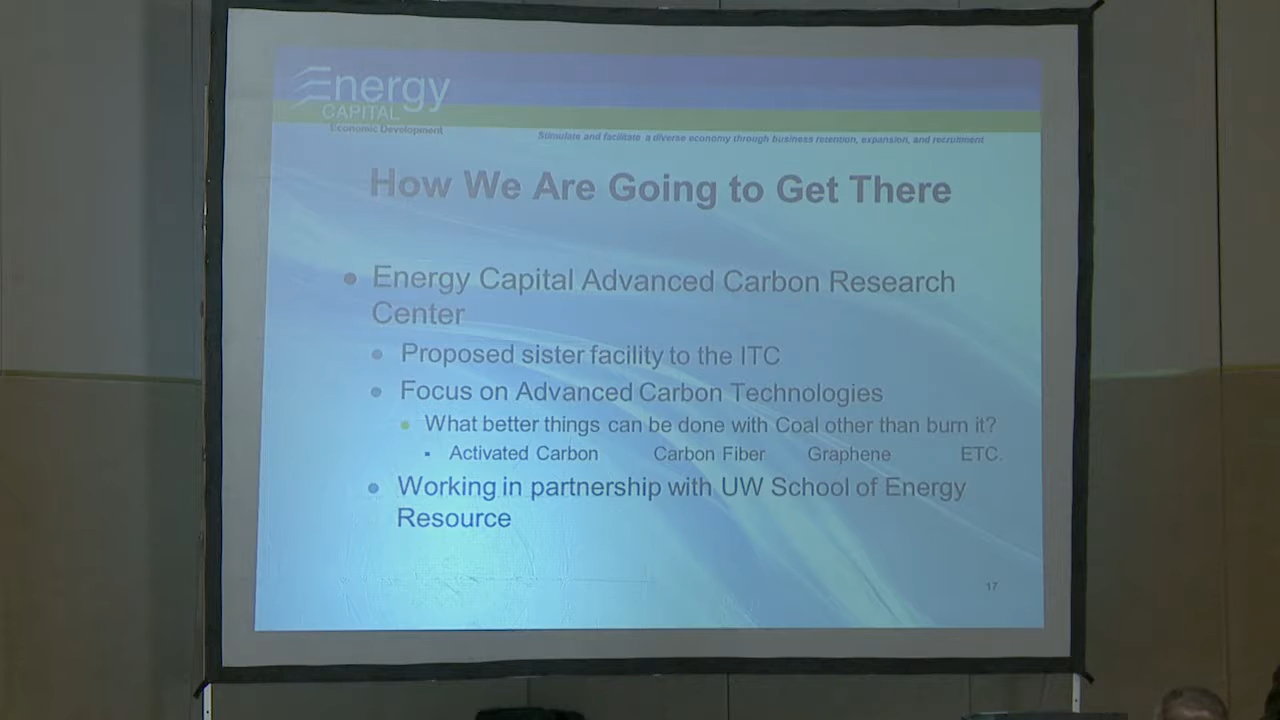 Energy
CAPITAL
Economic Development
Stimulate and facilitate a diverse economy through business retention, expansion, and recruitment
How We Are Going to Get There
Energy Capital Advanced Carbon Research
Center
Proposed sister facility to the ITC
Focus on Advanced Carbon Technologies
What better things can be done with Coal other than burn it?
Activated Carbon Carbon Fiber Graphene ETC.
Working in partnership with UW School of Energy
Resource
17